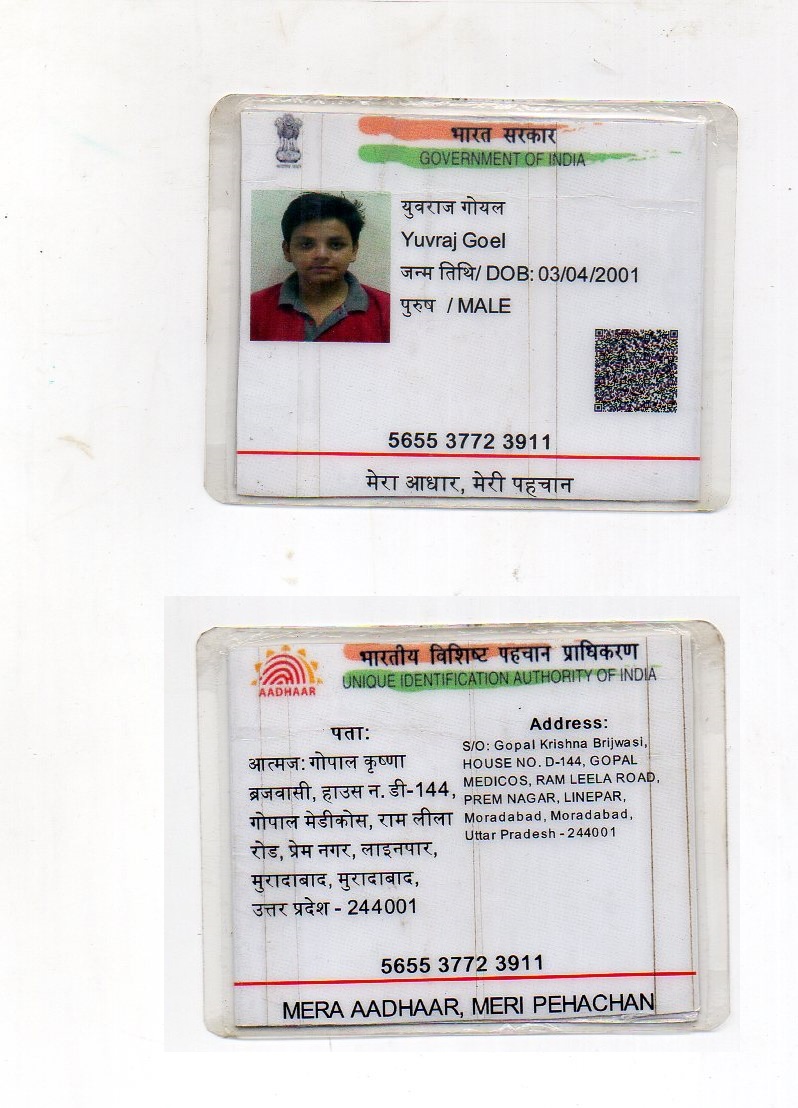 भारत सरकार
GOVERNMENT OF INDIA
युवराज गोयल
Yuvraj Goel
जन्म तिथि/ DOB: 03/04/2001
पुरुष / MALE
5655 3772 3911
मेरा आधार, मेरी पहचान
भारतीय विशिष्ट पहचान प्राधिकरण
UNIQUE IDENTIFICATION AUTHORITY OF INDIA
AADHAAR
पता:
आत्मज: गोपाल कृष्णा
ब्रजवासी, हाउस न. डी-144,
गोपाल मेडीकोस, राम लीला
रोड, प्रेम नगर, लाइनपार,
मुरादाबाद, मुरादाबाद,
उत्तर प्रदेश - 244001
Address:
S/O: Gopal Krishna Brijwasi,
HOUSE NO. D-144, GOPAL
MEDICOS, RAM LEELA ROAD,
PREM NAGAR, LINEPAR,
Moradabad, Moradabad,
Uttar Pradesh - 244001
5655 3772 3911
MERA AADHAAR, MERI PEHACHAN